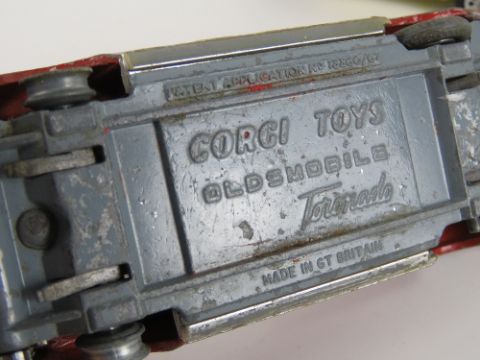 PATENT APPLICATION No
CORGI TOYS
OLDSMOBILE
Toronado
MADE IN GT BRITAIN